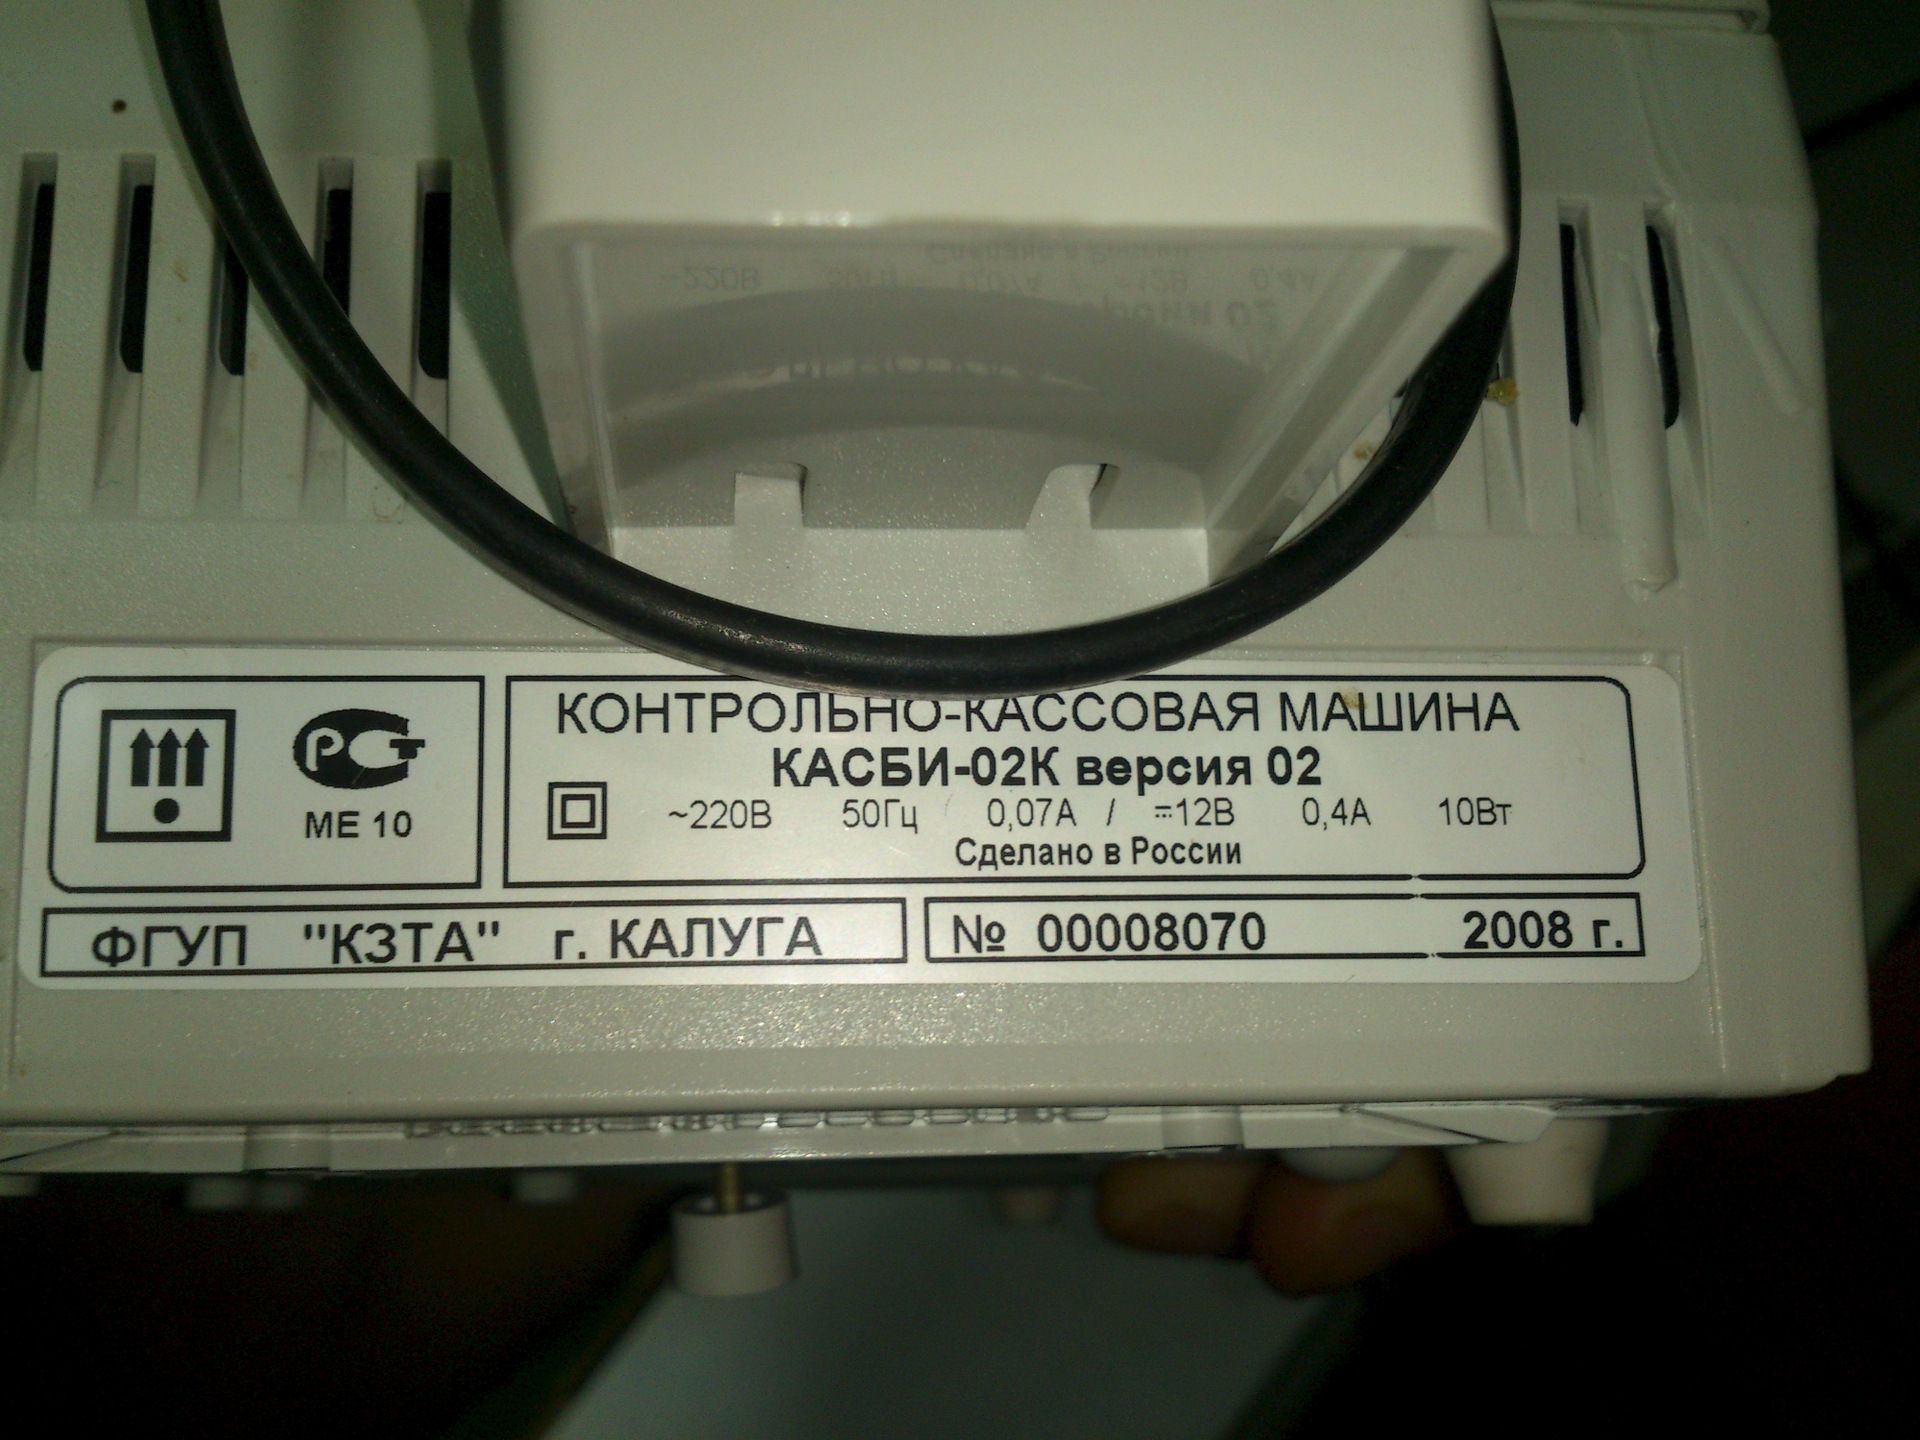 КОНТРОЛЬНО-КАССОВАЯ МАШИНА
КАСБИ-02К версия 02
~220В 50Гц 0,07А / =12В 0,4А 10Вт
Сделано в России
РСТ
МЕ 10
ФГУП "КЗТА" г. КАЛУГА
№ 00008070 2008 г.